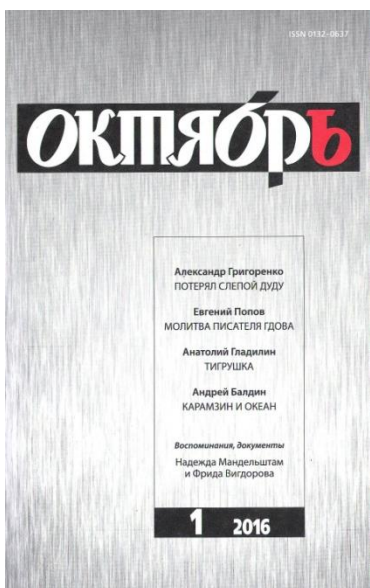 ISSN 0132-0637
октябрь
Александр Григоренко
ПОТЕРЯЛ СЛЕПОЙ ДУДУ
Евгений Попов
МОЛИТВА ПИСАТЕЛЯ ГДОВА
Анатолий Гладилин
ТИГРУШКА
Андрей Балдин
КАРАМЗИН И ОКЕАН
Воспоминания, документы
Надежда Мандельштам
и Фрида Вигдорова
1 2016